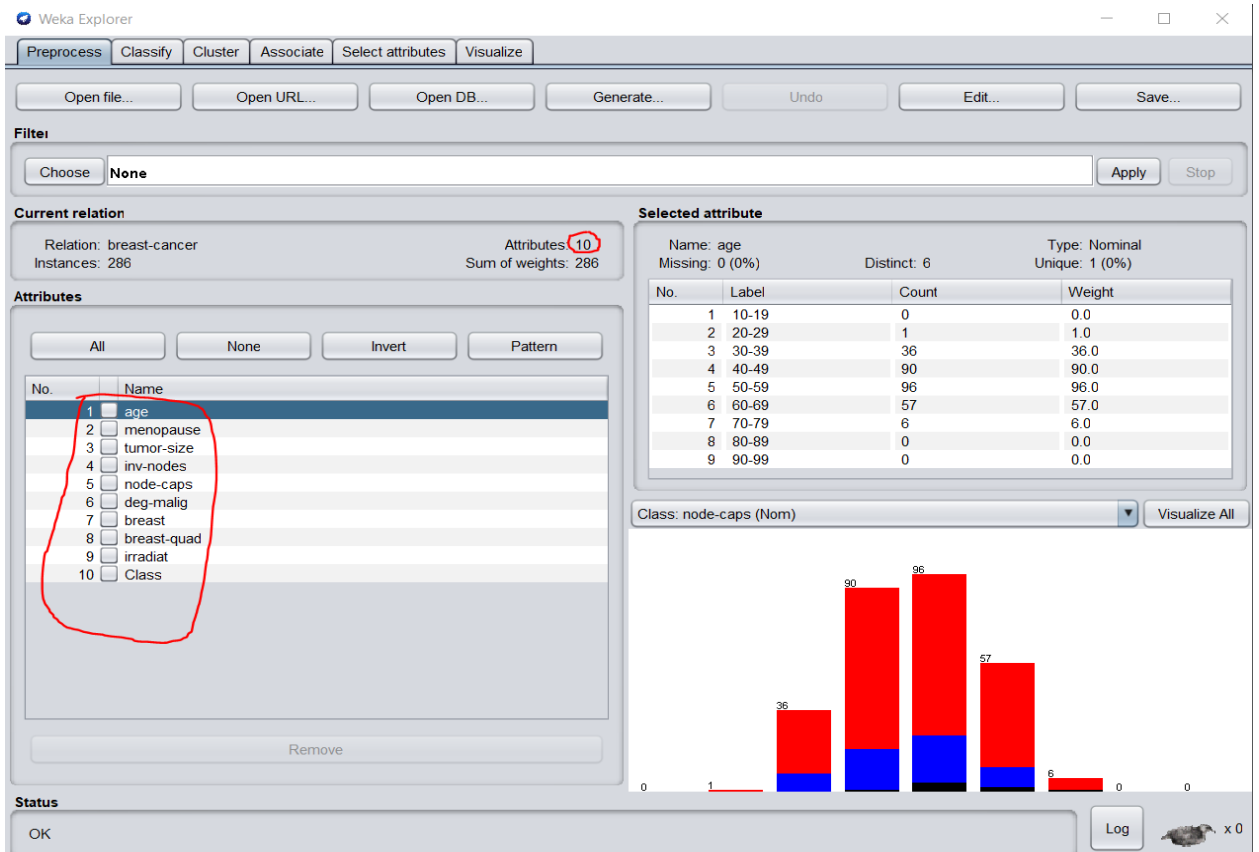 Weka Explorer
Preprocess Classify Cluster Associate Select attributes Visualize
Open file... Open URL... Open DB... Generate... Undo Edit... Save...
Filter
Choose None Apply Stop
Current relation
Relation: breast-cancer Attributes: 10
Instances: 286 Sum of weights: 286
Attributes
All None Invert Pattern
No. Name
1 age
2 menopause
3 tumor-size
4 inv-nodes
5 node-caps
6 deg-malig
7 breast
8 breast-quad
9 irradiat
10 Class
Remove
Selected attribute
Name: age Type: Nominal
Missing: 0 (0%) Distinct: 6 Unique: 1 (0%)
No. Label Count Weight
1 10-19 0 0.0
2 20-29 1 1.0
3 30-39 36 36.0
4 40-49 90 90.0
5 50-59 96 96.0
6 60-69 57 57.0
7 70-79 6 6.0
8 80-89 0 0.0
9 90-99 0 0.0
Class: node-caps (Nom) Visualize All
0 1 36 90 96 57 6 0 0
Status
OK Log x 0